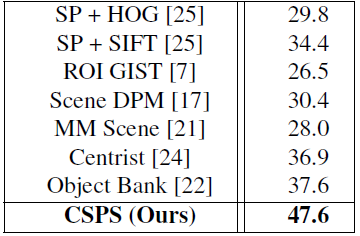 SP + HOG [25] 29.8
SP + SIFT [25] 34.4
ROI GIST [7] 26.5
Scene DPM [17] 30.4
MM Scene [21] 28.0
Centrist [24] 36.9
Object Bank [22] 37.6
CSPS (Ours) 47.6